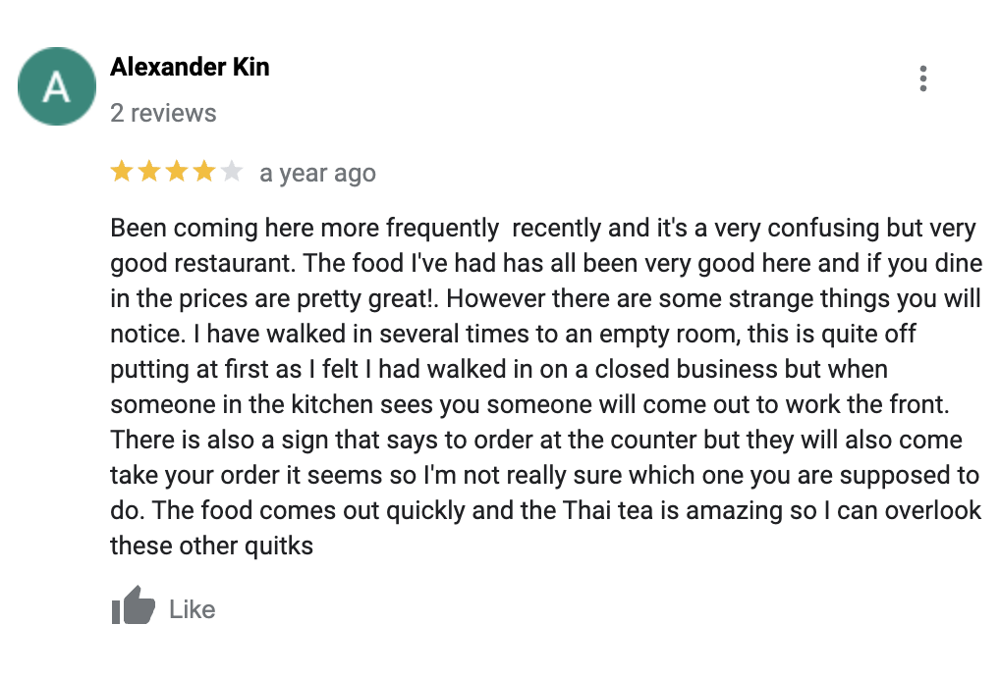 A
Alexander Kin
2 reviews
a year ago
Been coming here more frequently  recently and it's a very confusing but very
good restaurant. The food I've had has all been very good here and if you dine
in the prices are pretty great!. However there are some strange things you will
notice. I have walked in several times to an empty room, this is quite off
putting at first as I felt I had walked in on a closed business but when
someone in the kitchen sees you someone will come out to work the front.
There is also a sign that says to order at the counter but they will also come
take your order it seems so I'm not really sure which one you are supposed to
do. The food comes out quickly and the Thai tea is amazing so I can overlook
these other quitks
Like